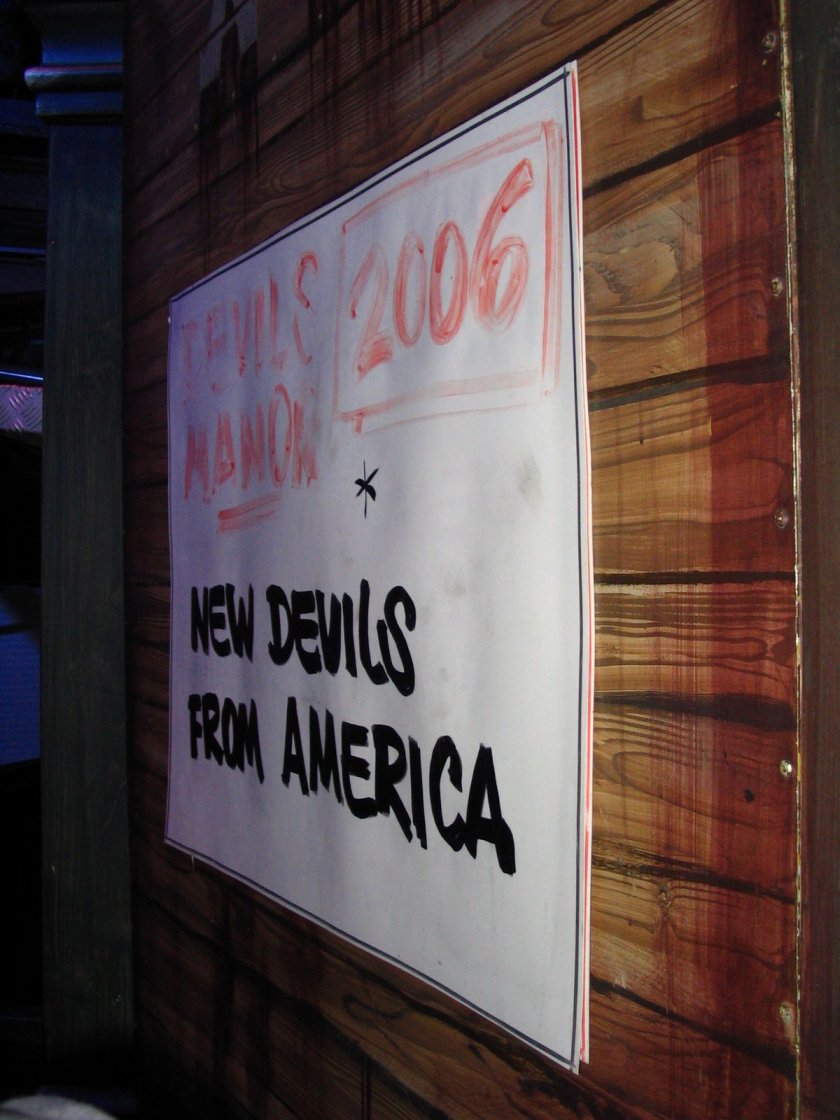 DEVILS 2006
MANOR
*
NEW DEVILS
FROM AMERICA